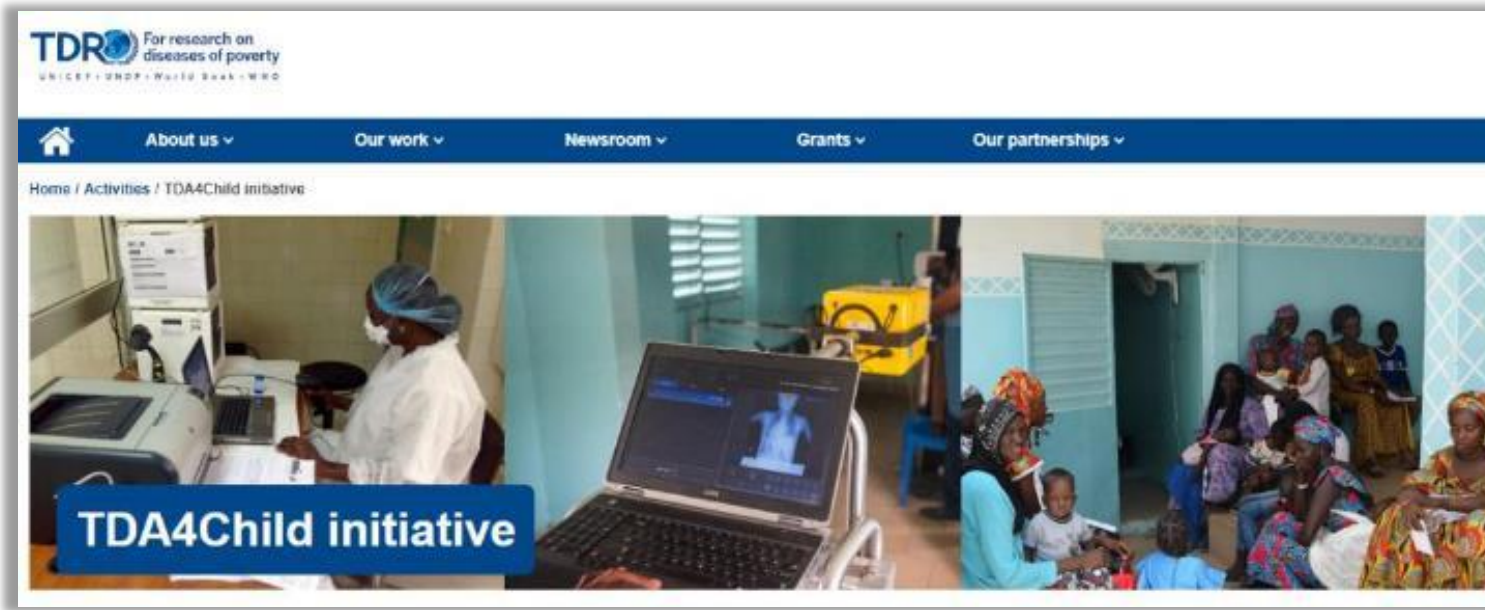 TDR For research on
diseases of poverty
UNICEF · UNDP · World Bank · WHO
About us Our work Newsroom Grants Our partnerships
Home / Activities / TDA4Child initiative
TDA4Child initiative